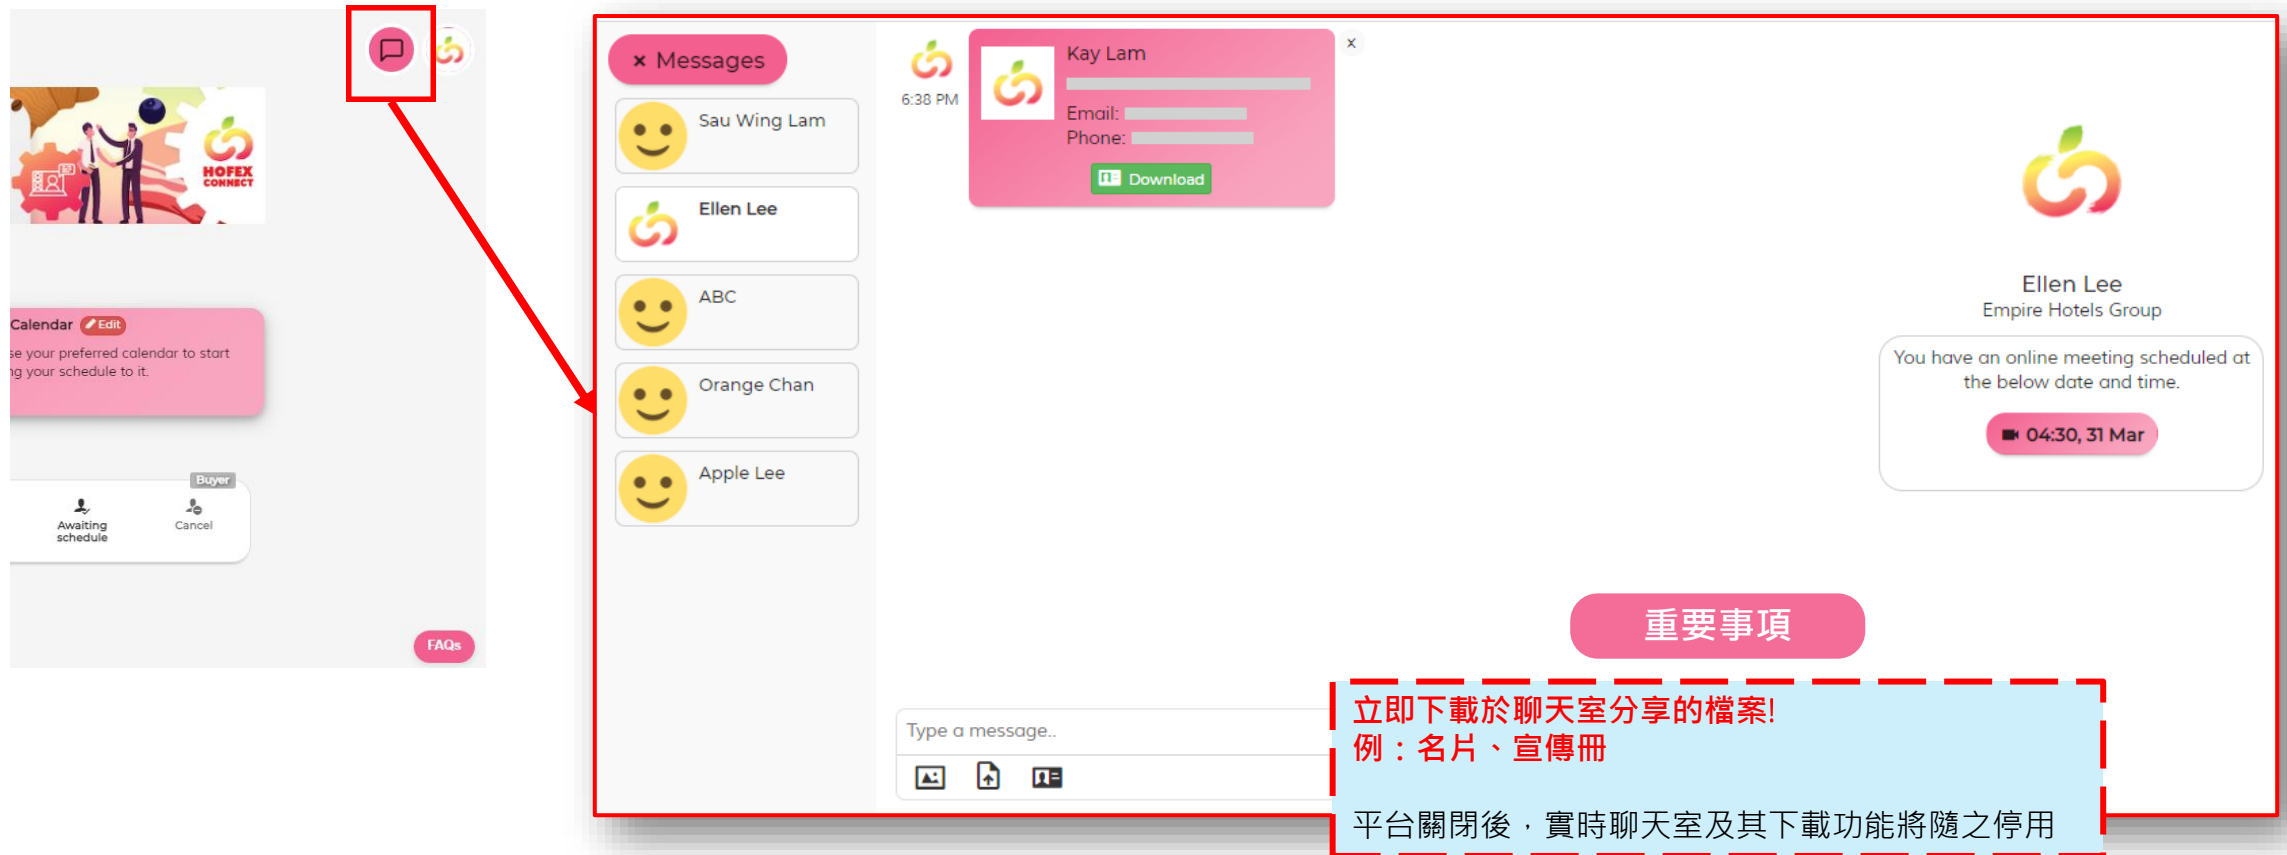 HOFEX
CONNECT
Calendar Edit
se your preferred calendar to start
ng your schedule to it.
Buyer
Awaiting
schedule
Cancel
FAQs
× Messages
Sau Wing Lam
Ellen Lee
ABC
Orange Chan
Apple Lee
6:38 PM
Kay Lam
Email:
Phone:
Download
x
Type a message..
Ellen Lee
Empire Hotels Group
You have an online meeting scheduled at
the below date and time.
04:30, 31 Mar
重要事項
立即下載於聊天室分享的檔案!
例：名片、宣傳冊
平台關閉後，實時聊天室及其下載功能將隨之停用